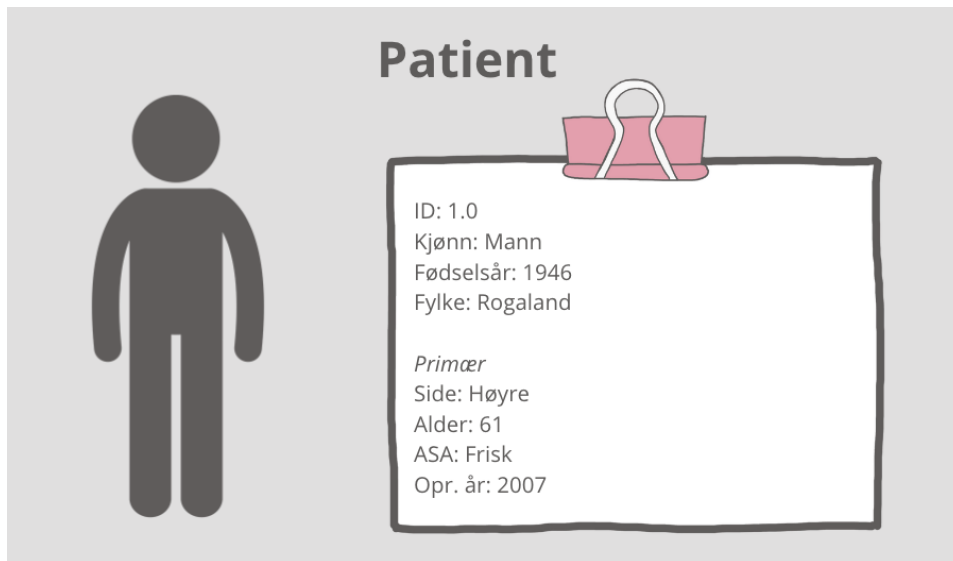 Patient
ID: 1.0
Kjønn: Mann
Fødselsår: 1946
Fylke: Rogaland
Primær
Side: Høyre
Alder: 61
ASA: Frisk
Opr. år: 2007